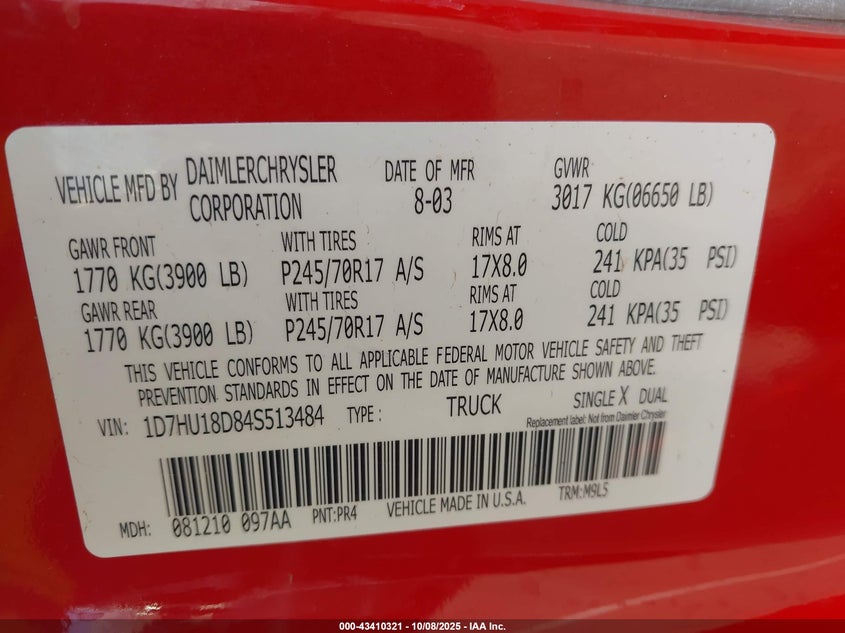 VEHICLE MFD BY DAIMLERCHRYSLER CORPORATION DATE OF MFR 8-03 GVWR 3017 KG(06650 LB)
GAWR FRONT WITH TIRES RIMS AT COLD
1770 KG(3900 LB) P245/70R17 A/S 17X8.0 241 KPA(35 PSI)
GAWR REAR WITH TIRES RIMS AT COLD
1770 KG(3900 LB) P245/70R17 A/S 17X8.0 241 KPA(35 PSI)
THIS VEHICLE CONFORMS TO ALL APPLICABLE FEDERAL MOTOR VEHICLE SAFETY AND THEFT
PREVENTION STANDARDS IN EFFECT ON THE DATE OF MANUFACTURE SHOWN ABOVE.
VIN: 1D7HU18D84S513484 TYPE: TRUCK SINGLE X DUAL
Replacement label: Not from Daimler Chrysler
MDH: 081210 097AA PNT:PR4 VEHICLE MADE IN U.S.A. TRM:M9L5
000-43410321 - 10/08/2025 - IAA Inc.